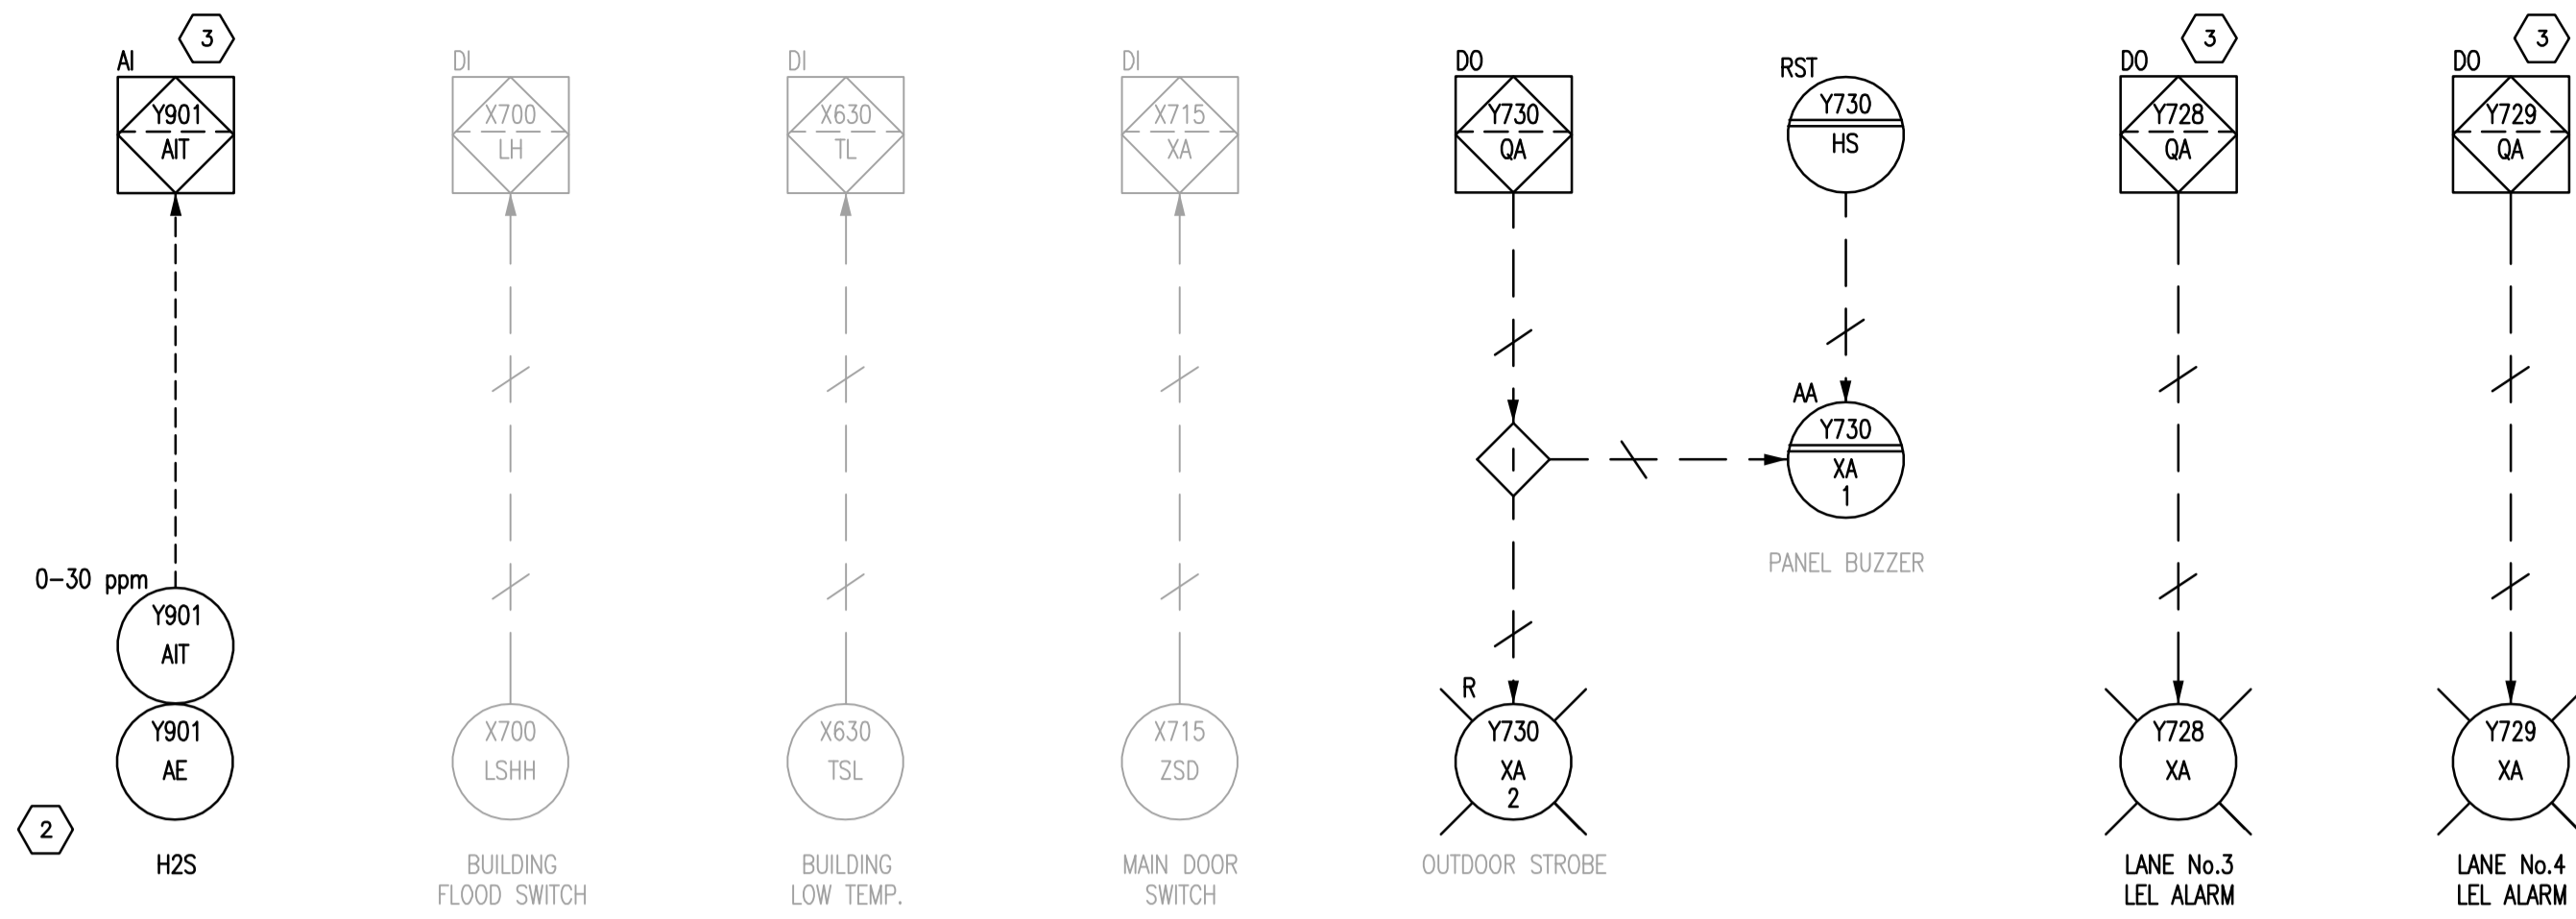 3
AI
Y901
AIT
0-30 ppm
Y901
AIT
Y901
AE
2
H2S
DI
X700
LH
X700
LSHH
BUILDING
FLOOD SWITCH
DI
X630
TL
X630
TSL
BUILDING
LOW TEMP.
DI
X715
XA
X715
ZSD
MAIN DOOR
SWITCH
DO
Y730
QA
R
Y730
XA
2
OUTDOOR STROBE
RST
Y730
HS
AA
Y730
XA
1
PANEL BUZZER
3
DO
Y728
QA
Y728
XA
LANE No.3
LEL ALARM
3
DO
Y729
QA
Y729
XA
LANE No.4
LEL ALARM